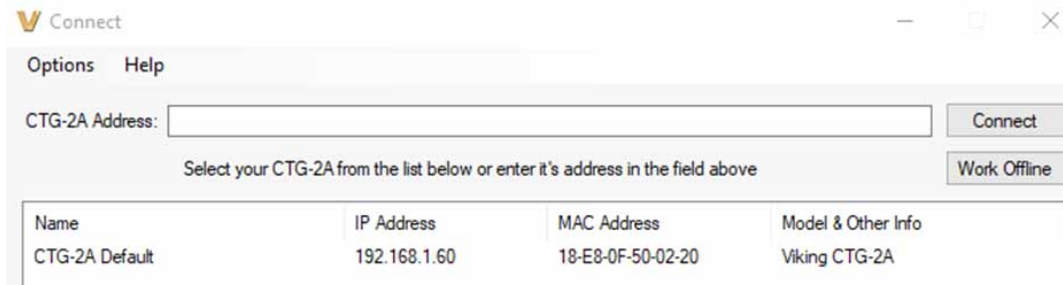 Connect
Options Help
CTG-2A Address: Connect
Select your CTG-2A from the list below or enter it's address in the field above Work Offline
Name IP Address MAC Address Model & Other Info
CTG-2A Default 192.168.1.60 18-E8-0F-50-02-20 Viking CTG-2A